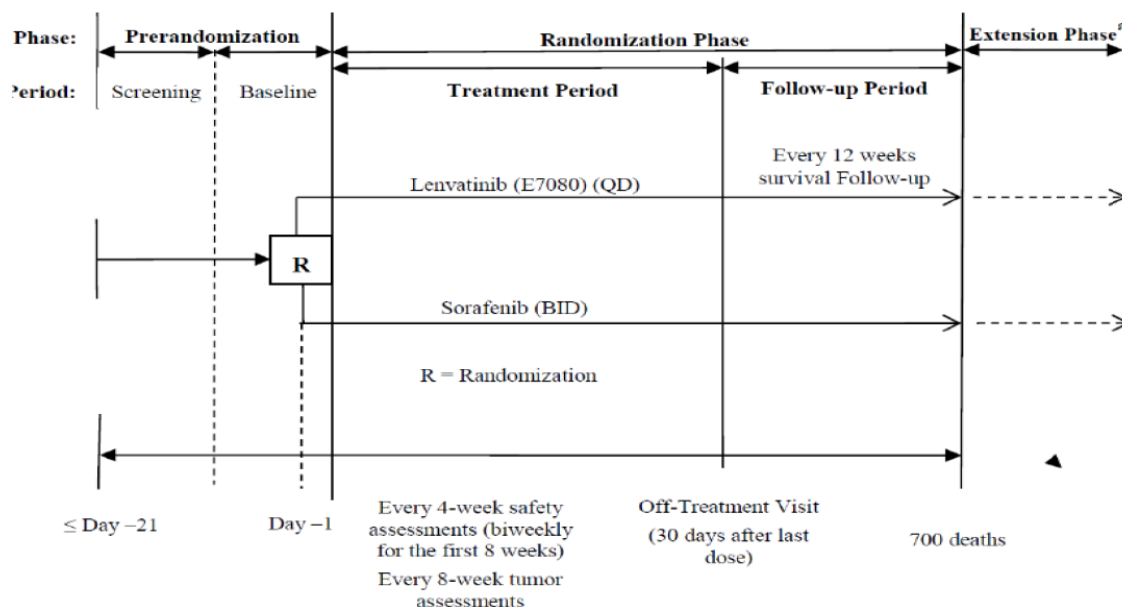 Phase: Prerandomization Randomization Phase Extension Phase
Period: Screening Baseline Treatment Period Follow-up Period
Every 12 weeks
survival Follow-up
Lenvatinib (E7080) (QD)
R
Sorafenib (BID)
R = Randomization
≤ Day –21
Day –1
Every 4-week safety
assessments (biweekly
for the first 8 weeks)
Every 8-week tumor
assessments
Off-Treatment Visit
(30 days after last
dose)
700 deaths